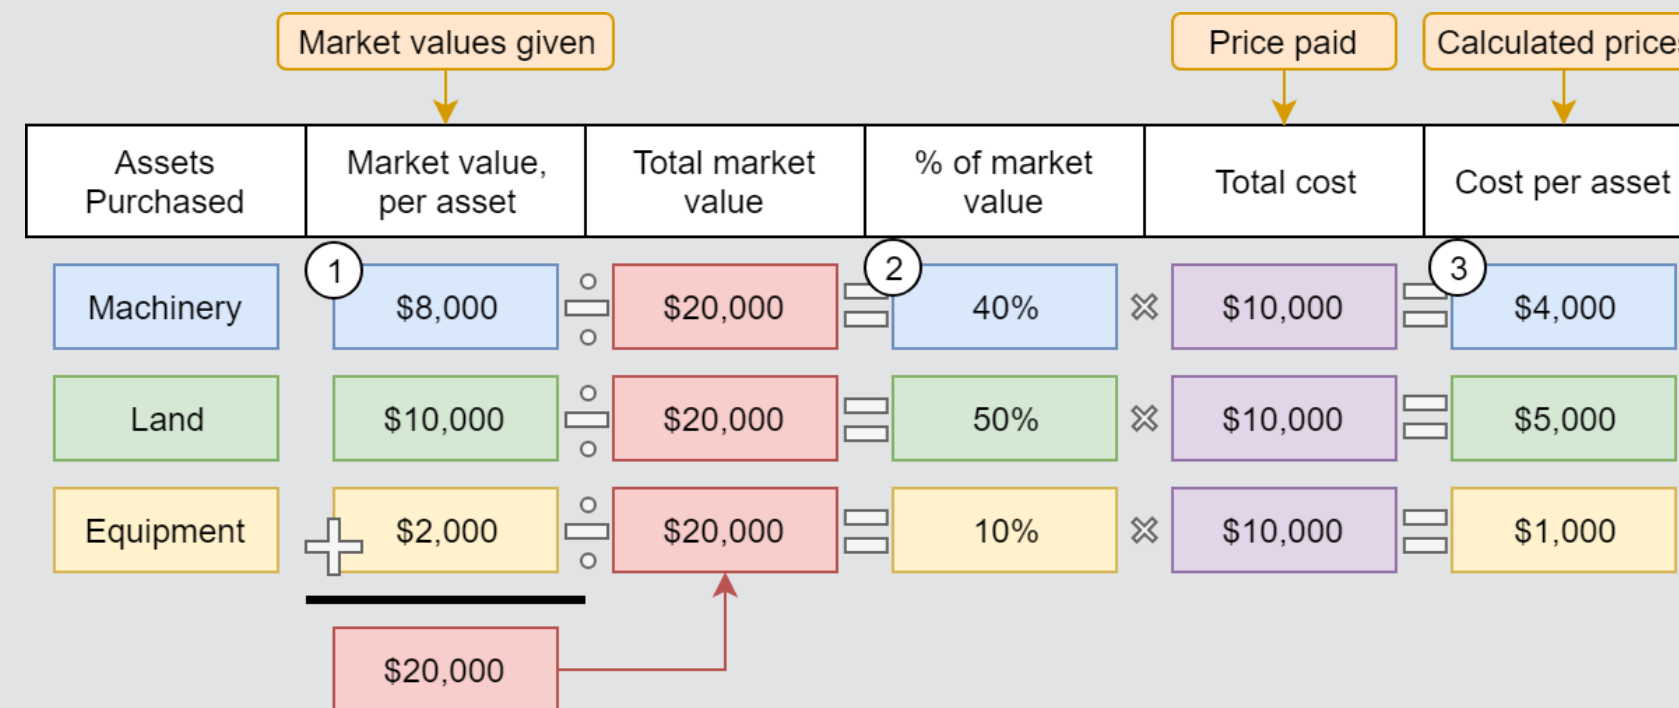 Market values given
Price paid
Calculated prices
Assets
Purchased
Market value,
per asset
Total market
value
% of market
value
Total cost
Cost per asset
1
2
3
Machinery
$8,000
$20,000
40%
$10,000
$4,000
Land
$10,000
$20,000
50%
$10,000
$5,000
Equipment
$2,000
$20,000
10%
$10,000
$1,000
$20,000